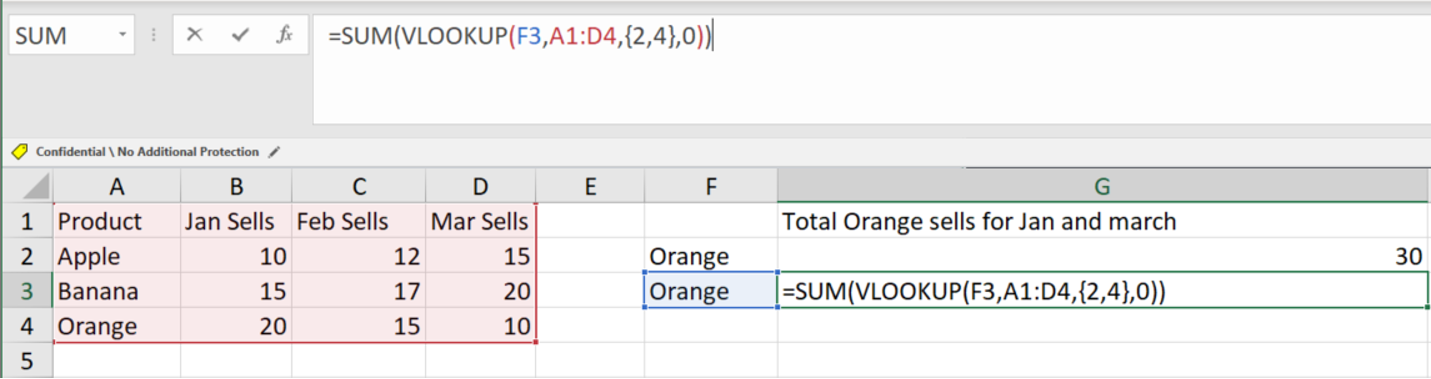 SUM =SUM(VLOOKUP(F3,A1:D4,{2,4},0))
Confidential \ No Additional Protection
A B C D E F G
1 Product Jan Sells Feb Sells Mar Sells Total Orange sells for Jan and march
2 Apple 10 12 15 Orange 30
3 Banana 15 17 20 Orange =SUM(VLOOKUP(F3,A1:D4,{2,4},0))
4 Orange 20 15 10
5